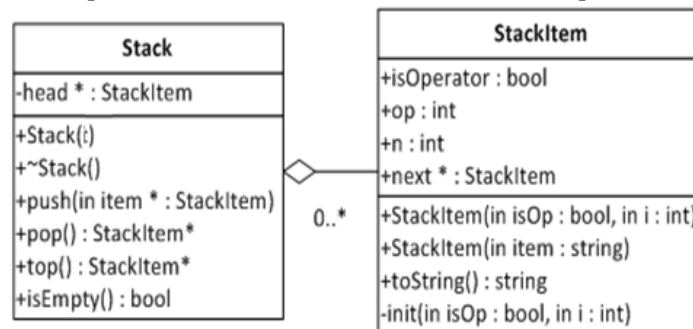 Stack
-head * : StackItem
+Stack()
+~Stack()
+push(in item * : StackItem)
+pop() : StackItem*
+top() : StackItem*
+isEmpty() : bool
0..*
StackItem
+isOperator : bool
+op : int
+n : int
+next * : StackItem
+StackItem(in isOp : bool, in i : int)
+StackItem(in item : string)
+toString() : string
-init(in isOp : bool, in i : int)